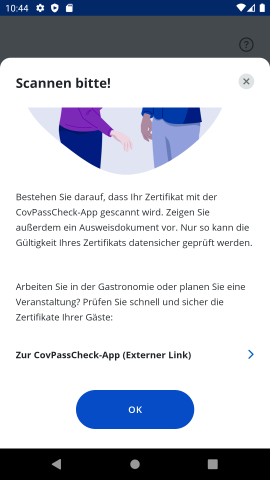 10:44
Scannen bitte!
Bestehen Sie darauf, dass Ihr Zertifikat mit der
CovPassCheck-App gescannt wird. Zeigen Sie
außerdem ein Ausweisdokument vor. Nur so kann die
Gültigkeit Ihres Zertifikats datensicher geprüft werden.
Arbeiten Sie in der Gastronomie oder planen Sie eine
Veranstaltung? Prüfen Sie schnell und sicher die
Zertifikate Ihrer Gäste:
Zur CovPassCheck-App (Externer Link)
OK